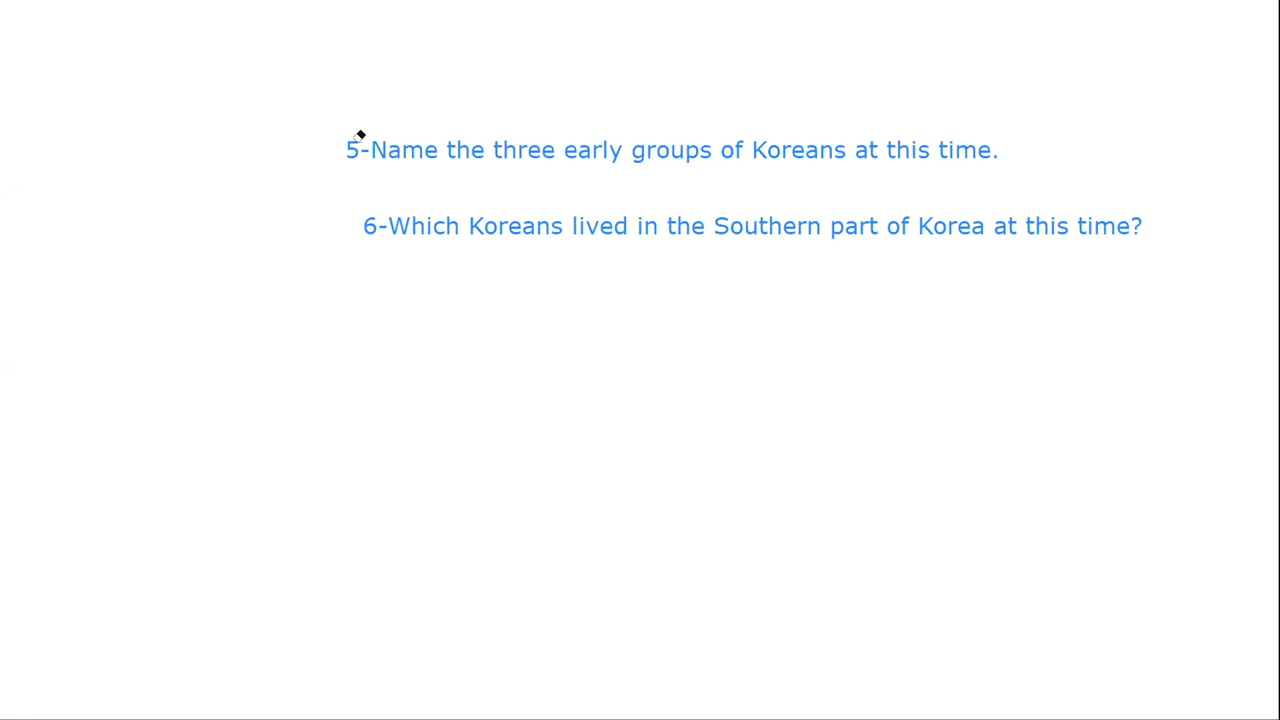 5-Name the three early groups of Koreans at this time.
6-Which Koreans lived in the Southern part of Korea at this time?